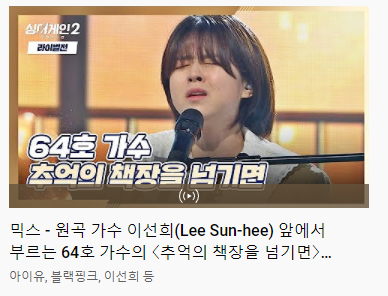 싱어게인2
라이벌전
64호 가수
추억의 책장을 넘기면
믹스 - 원곡 가수 이선희(Lee Sun-hee) 앞에서
부르는 64호 가수의 〈추억의 책장을 넘기면〉...
아이유, 블랙핑크, 이선희 등